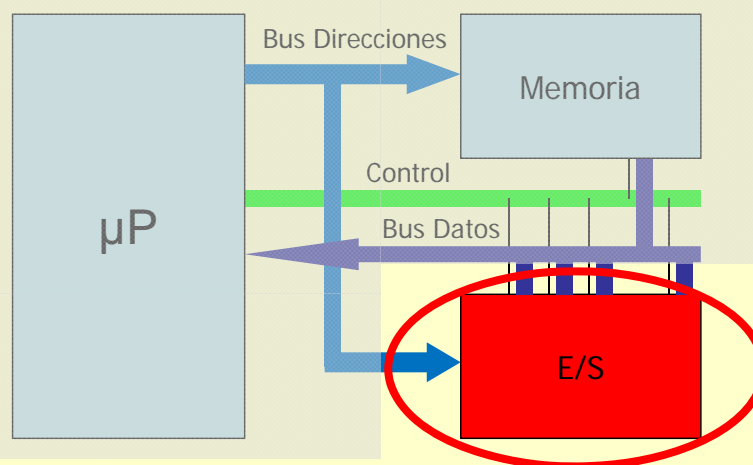 Bus Direcciones
Memoria
Control
µP
Bus Datos
E/S